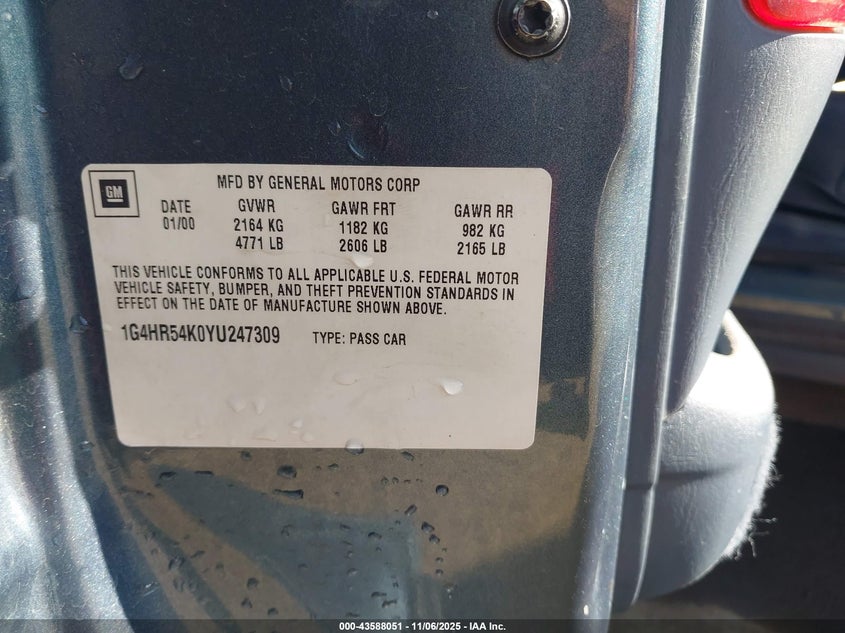 GM
MFD BY GENERAL MOTORS CORP
DATE GVWR GAWR FRT GAWR RR
01/00 2164 KG 1182 KG 982 KG
4771 LB 2606 LB 2165 LB
THIS VEHICLE CONFORMS TO ALL APPLICABLE U.S. FEDERAL MOTOR
VEHICLE SAFETY, BUMPER, AND THEFT PREVENTION STANDARDS IN
EFFECT ON THE DATE OF MANUFACTURE SHOWN ABOVE.
1G4HR54K0YU247309 TYPE: PASS CAR
000-43588051 | 11/06/2025 | IAA Inc.